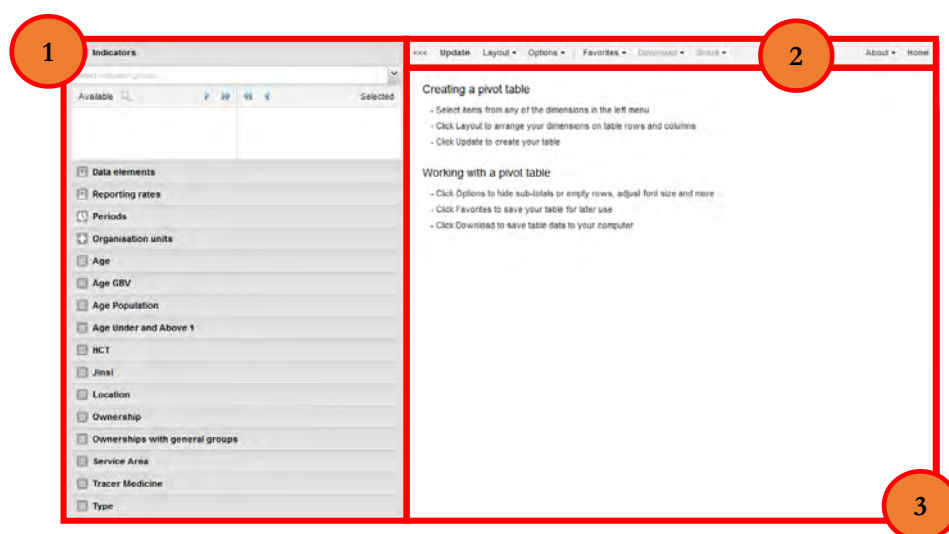 1
Indicators
Available
Selected
Data elements
Reporting rates
Periods
Organisation units
Age
Age GBV
Age Population
Age Under and Above 1
HCT
Jinsi
Location
Ownership
Ownerships with general groups
Service Area
Tracer Medicine
Type
<<< Update Layout Options Favorites Download Share
2
About Home
Creating a pivot table
- Select items from any of the dimensions in the left menu
- Click Layout to arrange your dimensions on table rows and columns
- Click Update to create your table
Working with a pivot table
- Click Options to hide sub-totals or empty rows, adjust font size and more
- Click Favorites to save your table for later use
- Click Download to save table data to your computer
3